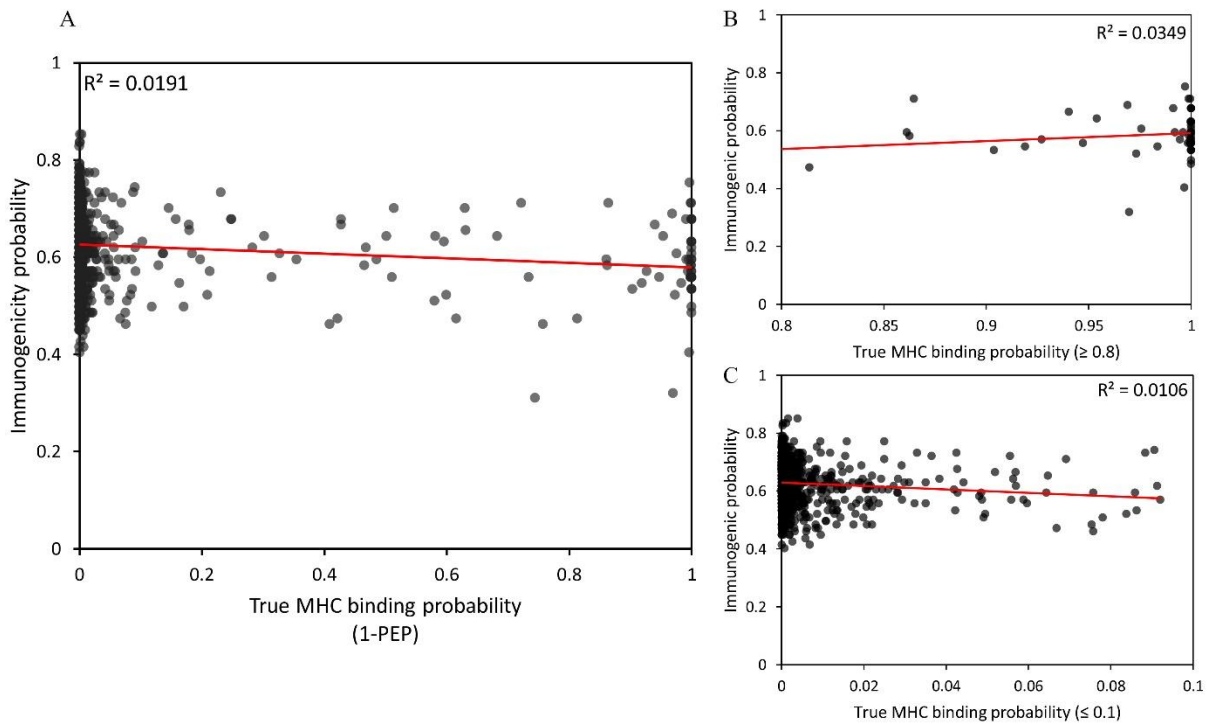 A
R² = 0.0191
1
0.8
0.6
0.4
0.2
0
Immunogenicity probability
0
0.2
0.4
0.6
0.8
1
True MHC binding probability
(1-PEP)
B
R² = 0.0349
1
0.8
0.6
0.4
0.2
0
Immunogenic probability
0.8
0.85
0.9
0.95
1
True MHC binding probability (≥ 0.8)
C
R² = 0.0106
1
0.8
0.6
0.4
0.2
0
Immunogenic probability
0
0.02
0.04
0.06
0.08
0.1
True MHC binding probability (≤ 0.1)